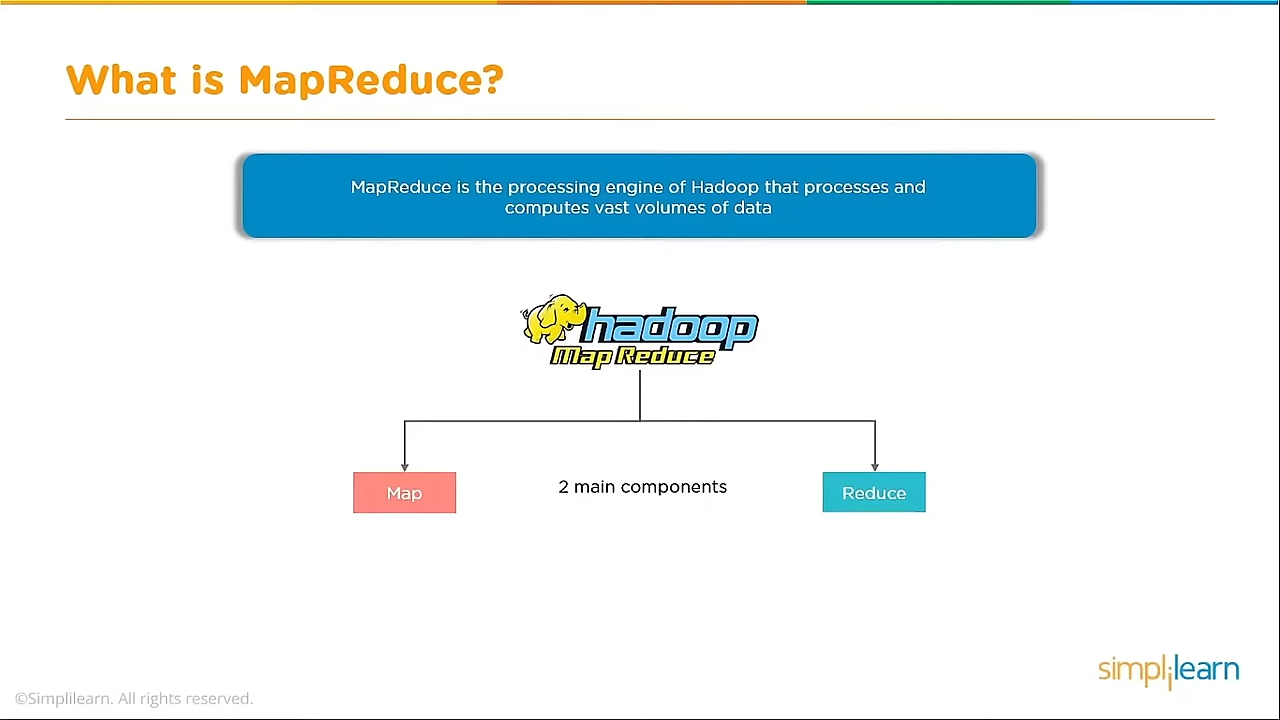 What is MapReduce?
MapReduce is the processing engine of Hadoop that processes and
computes vast volumes of data
hadoop
Map Reduce
Map
2 main components
Reduce
simplilearn
©Simplilearn. All rights reserved.